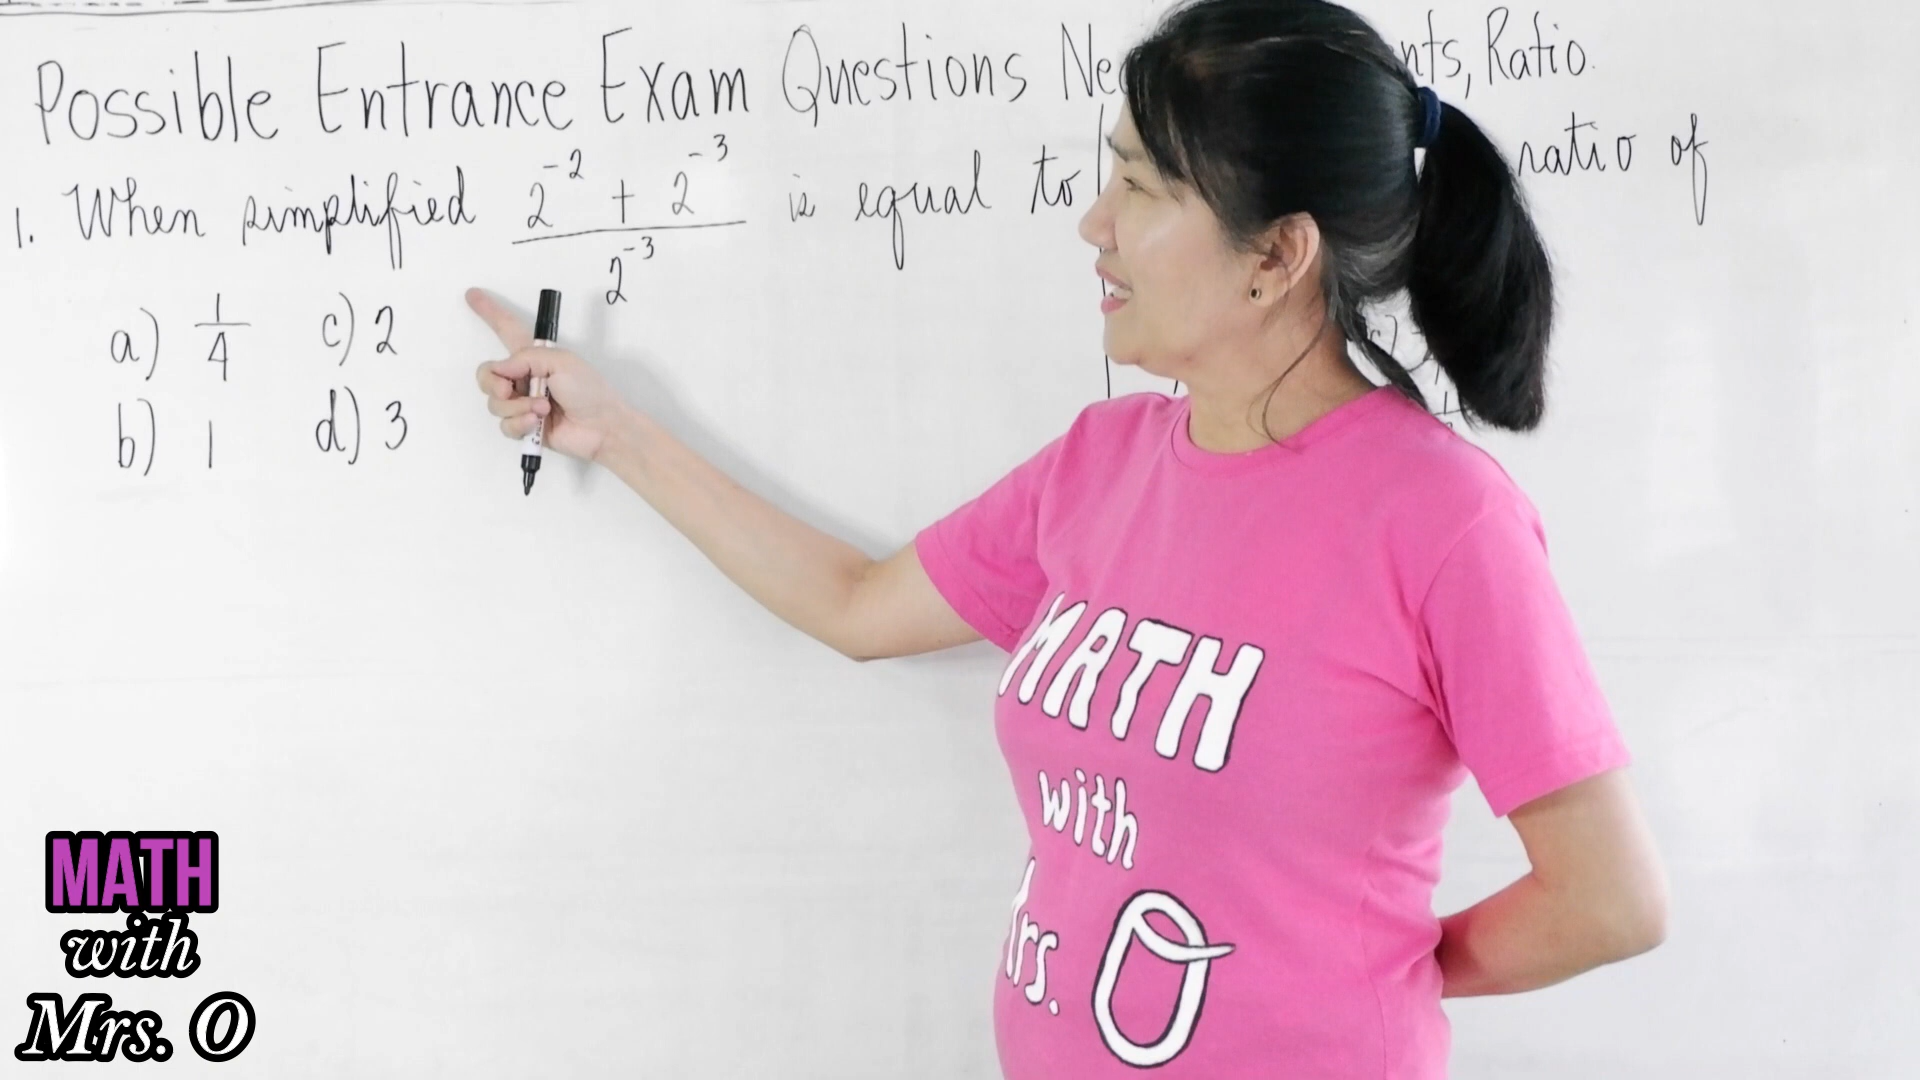 Possible Entrance Exam Questions Ne nts, Ratio.
1. When simplified (2^-2 + 2^-3)/2^-3 is equal to
ratio of
a) 1/4 c) 2
b) 1 d) 3
MATH
with
Mrs. O
MATH
with
rs. O